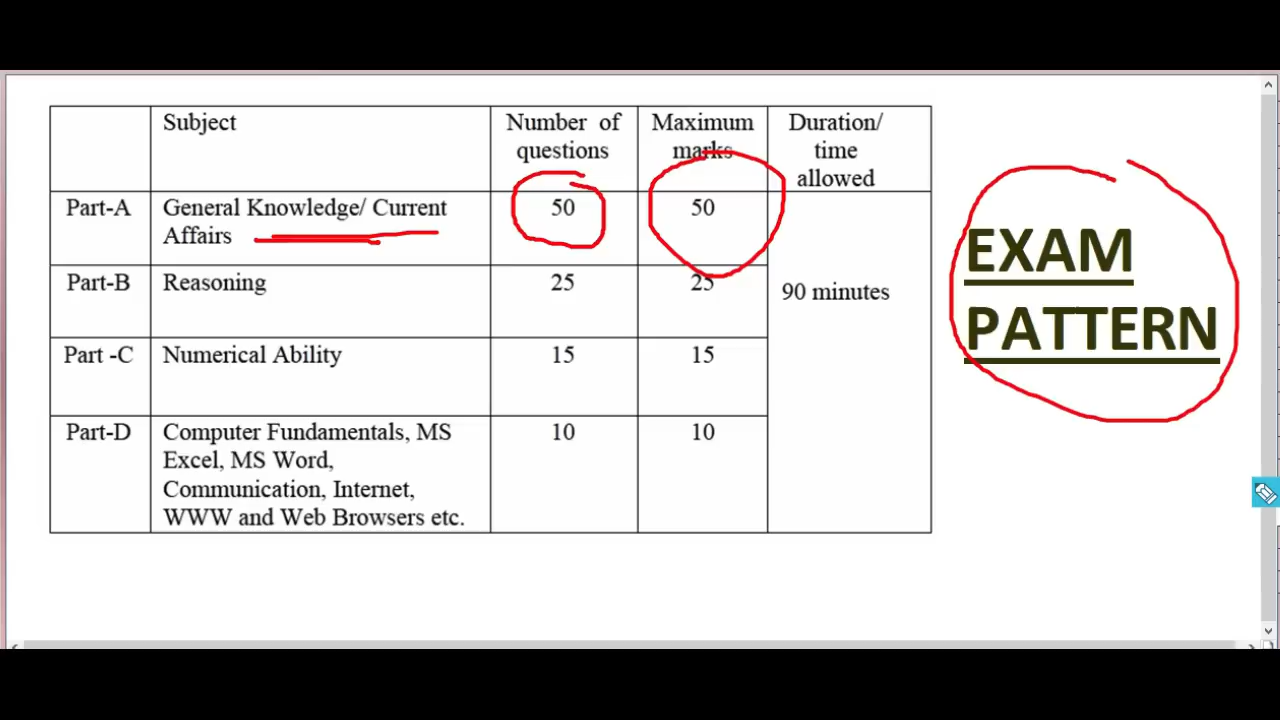 Subject
Number of
questions
Maximum
marks
Duration/
time
allowed
Part-A
General Knowledge/ Current
Affairs
50
50
Part-B
Reasoning
25
25
90 minutes
Part -C
Numerical Ability
15
15
Part-D
Computer Fundamentals, MS
Excel, MS Word,
Communication, Internet,
WWW and Web Browsers etc.
10
10
EXAM
PATTERN